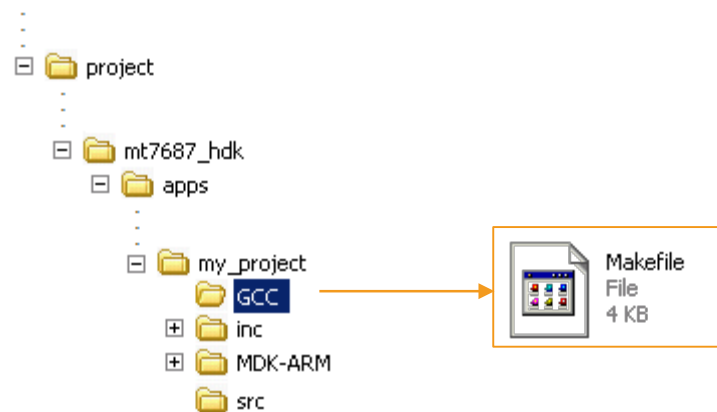 project
mt7687_hdk
apps
my_project
GCC
inc
MDK-ARM
src
Makefile
File
4 KB